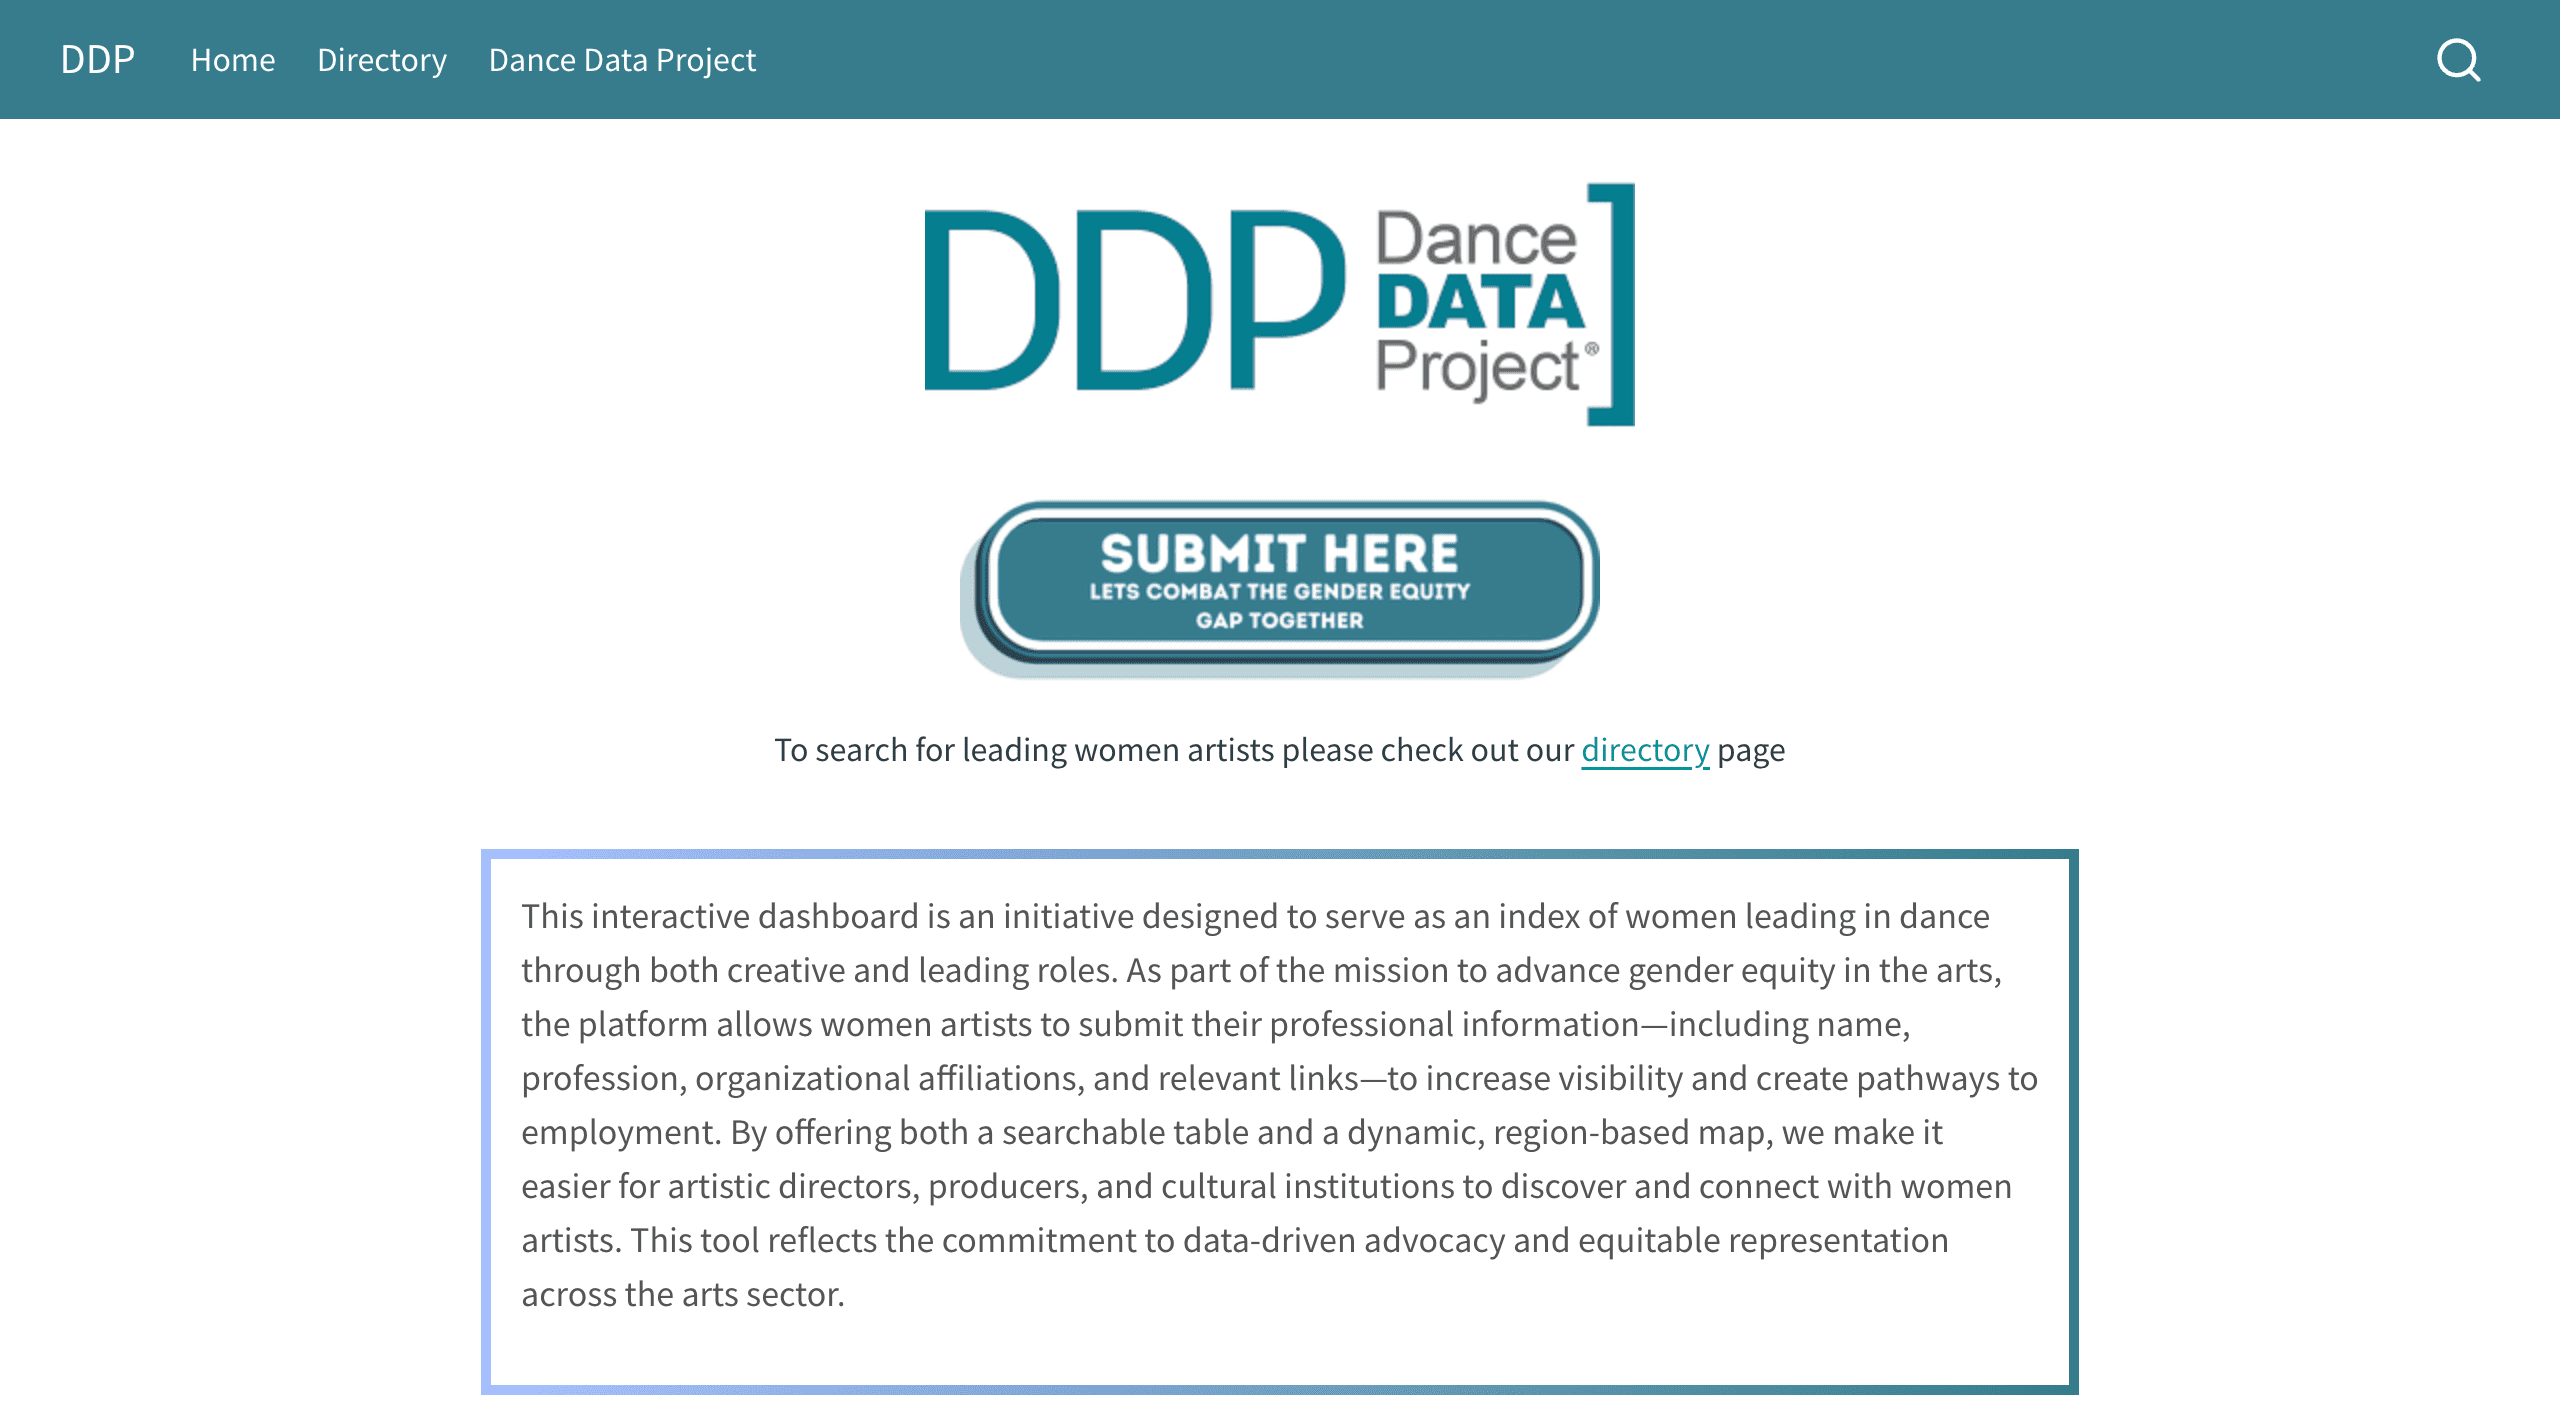 DDP Home Directory Dance Data Project
DDP Dance
DATA
Project®
SUBMIT HERE
LETS COMBAT THE GENDER EQUITY
GAP TOGETHER
To search for leading women artists please check out our directory page
This interactive dashboard is an initiative designed to serve as an index of women leading in dance
through both creative and leading roles. As part of the mission to advance gender equity in the arts,
the platform allows women artists to submit their professional information—including name,
profession, organizational affiliations, and relevant links—to increase visibility and create pathways to
employment. By offering both a searchable table and a dynamic, region-based map, we make it
easier for artistic directors, producers, and cultural institutions to discover and connect with women
artists. This tool reflects the commitment to data-driven advocacy and equitable representation
across the arts sector.